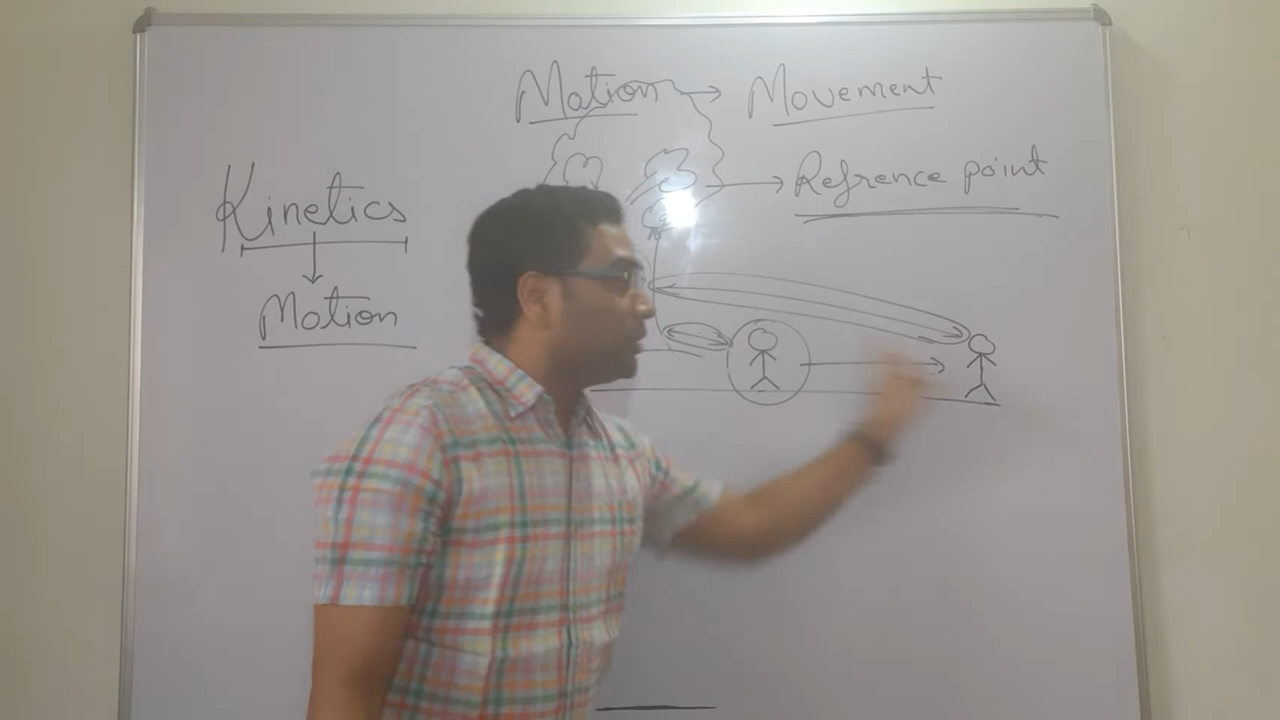 Motion → Movement
→ Refrence point
Kinetics
↓
Motion